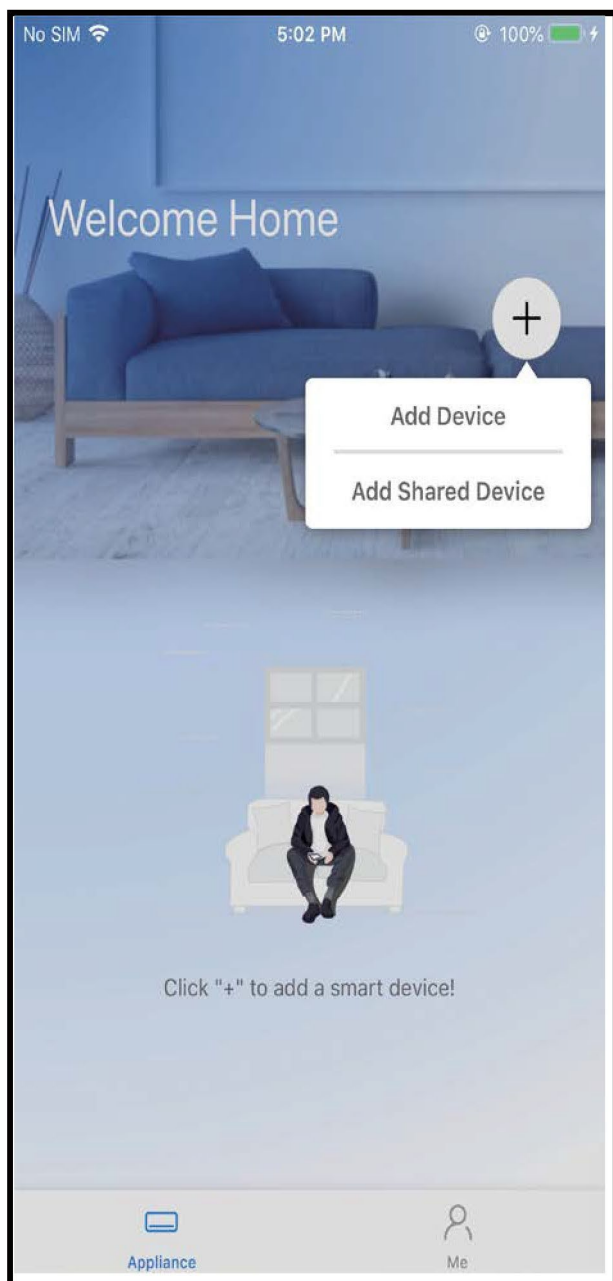 No SIM 5:02 PM 100%
Welcome Home
+
Add Device
Add Shared Device
Click "+" to add a smart device!
Appliance Me